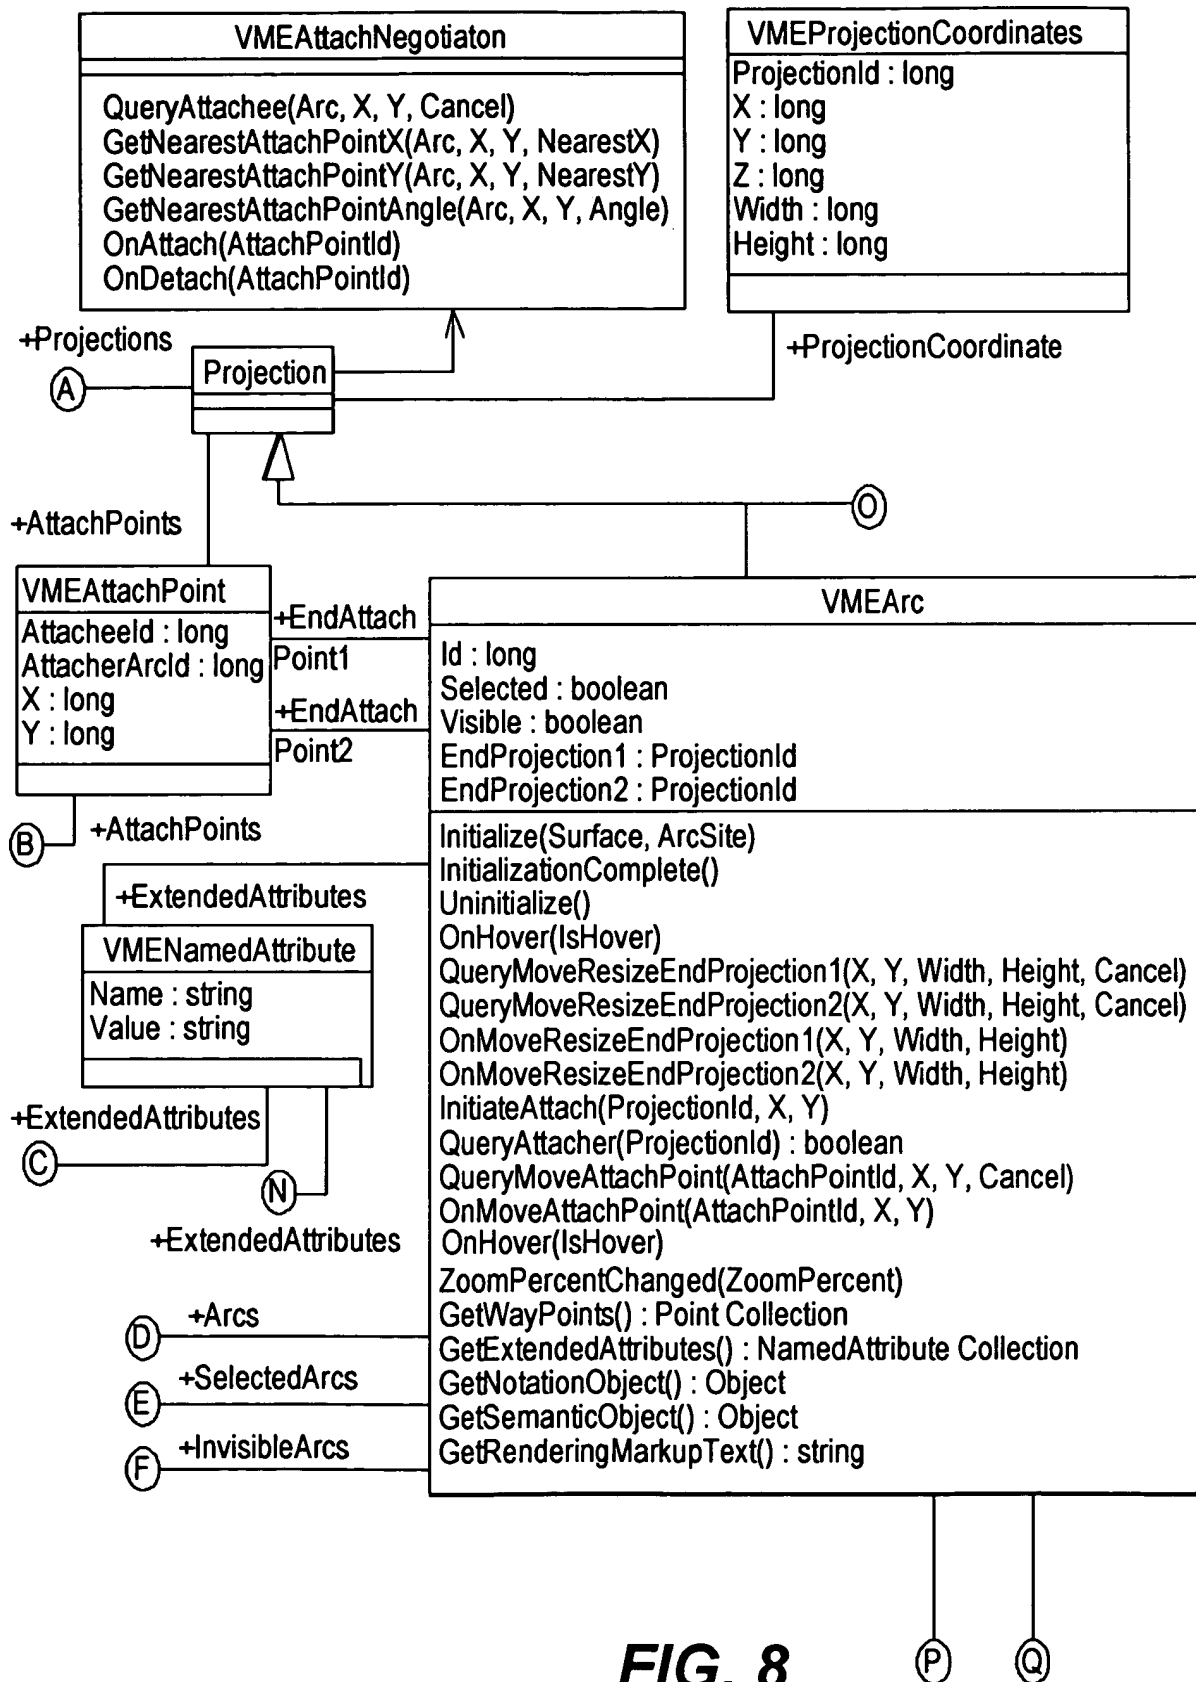 VMEAttachNegotiaton
QueryAttachee(Arc, X, Y, Cancel)
GetNearestAttachPointX(Arc, X, Y, NearestX)
GetNearestAttachPointY(Arc, X, Y, NearestY)
GetNearestAttachPointAngle(Arc, X, Y, Angle)
OnAttach(AttachPointId)
OnDetach(AttachPointId)
VMEProjectionCoordinates
ProjectionId : long
X : long
Y : long
Z : long
Width : long
Height : long
+Projections
A
Projection
+ProjectionCoordinate
O
+AttachPoints
VMEAttachPoint
AttacheeId : long
AttacherArcId : long
X : long
Y : long
+EndAttach
Point1
+EndAttach
Point2
B
+AttachPoints
+ExtendedAttributes
VMENamedAttribute
Name : string
Value : string
+ExtendedAttributes
C
N
+ExtendedAttributes
VMEArc
Id : long
Selected : boolean
Visible : boolean
EndProjection1 : ProjectionId
EndProjection2 : ProjectionId
Initialize(Surface, ArcSite)
InitializationComplete()
Uninitialize()
OnHover(IsHover)
QueryMoveResizeEndProjection1(X, Y, Width, Height, Cancel)
QueryMoveResizeEndProjection2(X, Y, Width, Height, Cancel)
OnMoveResizeEndProjection1(X, Y, Width, Height)
OnMoveResizeEndProjection2(X, Y, Width, Height)
InitiateAttach(ProjectionId, X, Y)
QueryAttacher(ProjectionId) : boolean
QueryMoveAttachPoint(AttachPointId, X, Y, Cancel)
OnMoveAttachPoint(AttachPointId, X, Y)
OnHover(IsHover)
ZoomPercentChanged(ZoomPercent)
GetWayPoints() : Point Collection
GetExtendedAttributes() : NamedAttribute Collection
GetNotationObject() : Object
GetSemanticObject() : Object
GetRenderingMarkupText() : string
+Arcs
D
+SelectedArcs
E
+InvisibleArcs
F
P
Q
FIG. 8